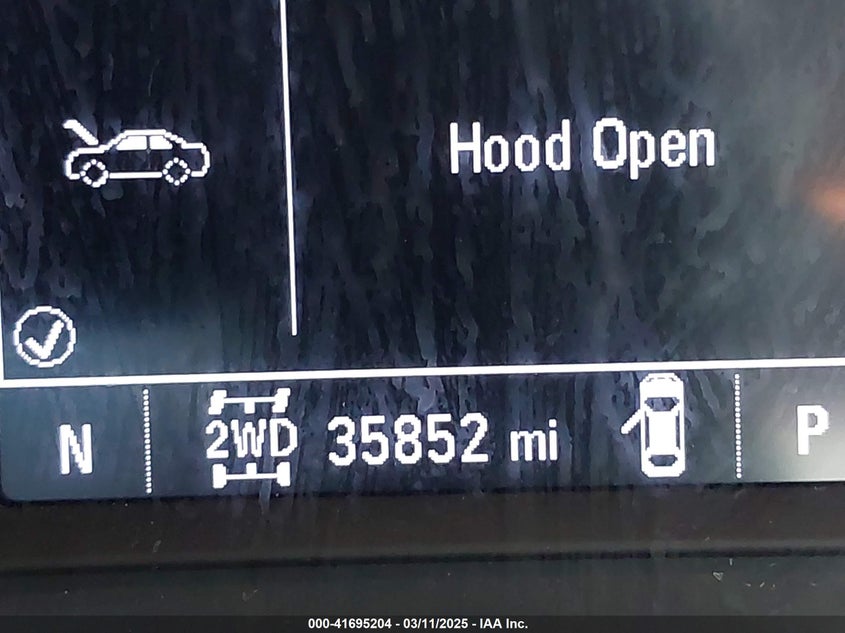 Hood Open
N 2WD 35852 mi P
000-41695204 - 03/11/2025 - IAA Inc.